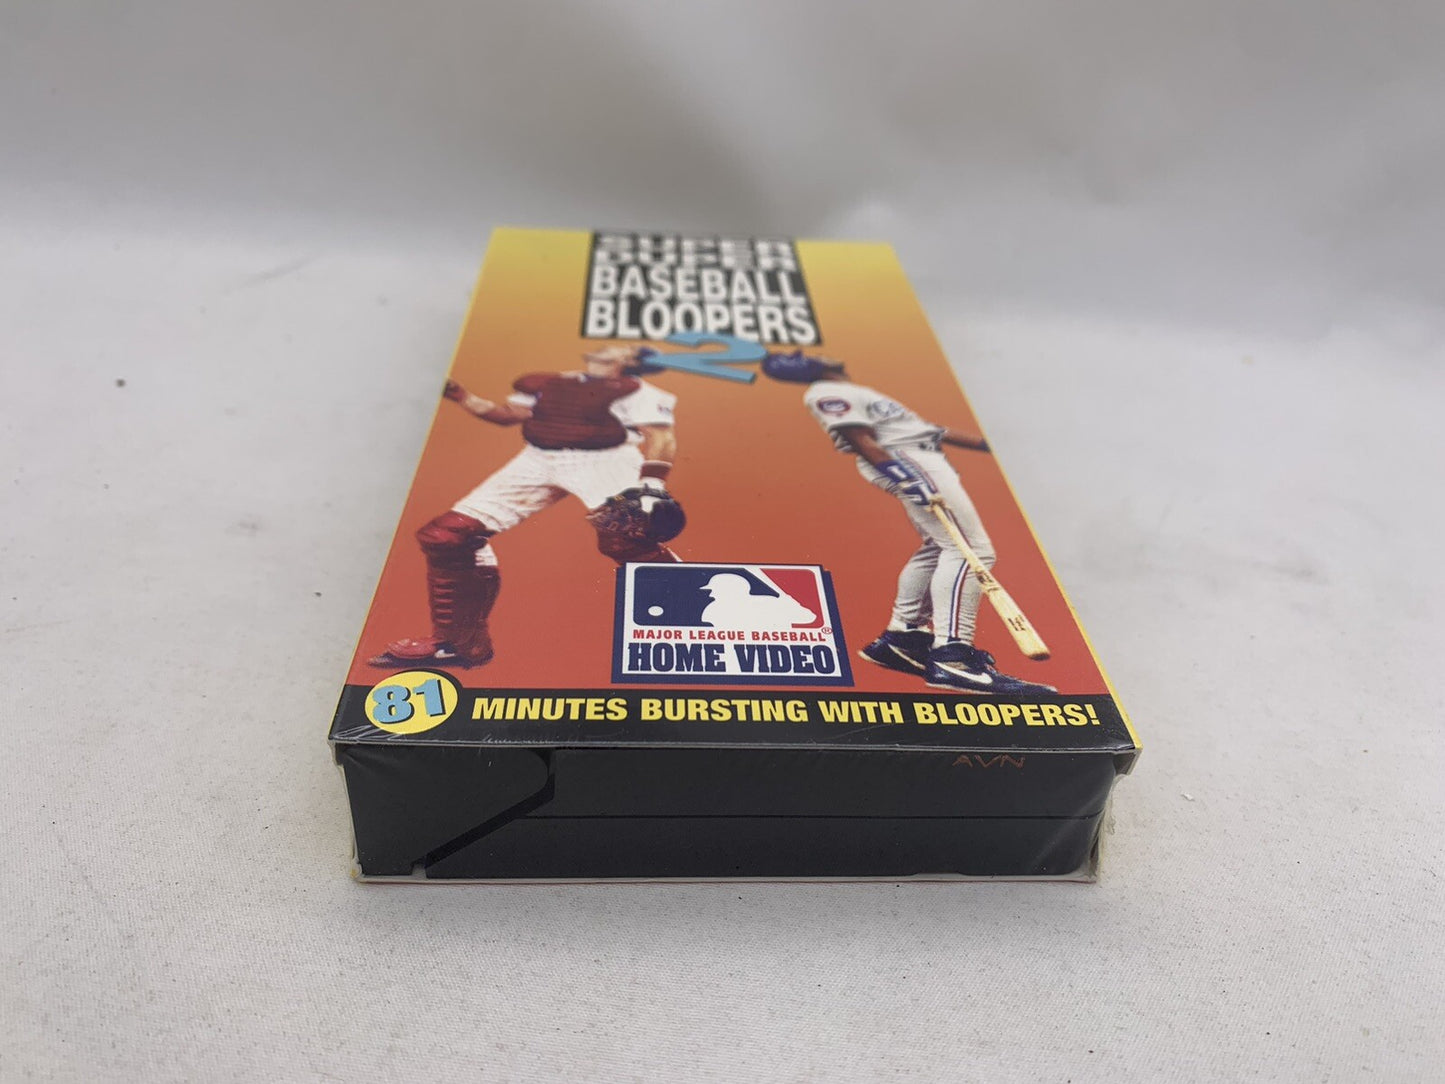 SUPER
DUPER
BASEBALL
BLOOPERS
2
MAJOR LEAGUE BASEBALL®
HOME VIDEO
81 MINUTES BURSTING WITH BLOOPERS!
AVN